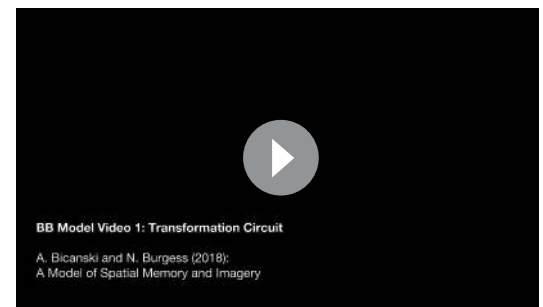 BB Model Video 1: Transformation Circuit
A. Bicanski and N. Burgess (2018):
A Model of Spatial Memory and Imagery